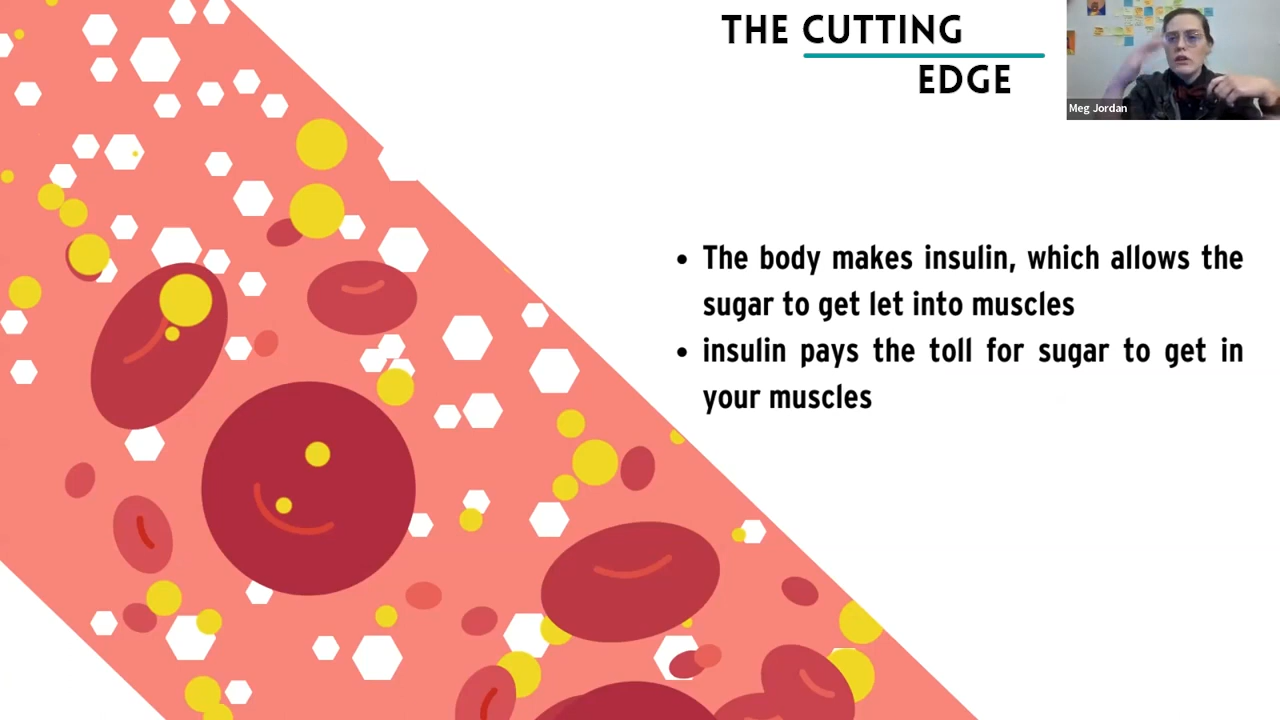 THE CUTTING
EDGE
Meg Jordan
• The body makes insulin, which allows the
sugar to get let into muscles
• insulin pays the toll for sugar to get in
your muscles